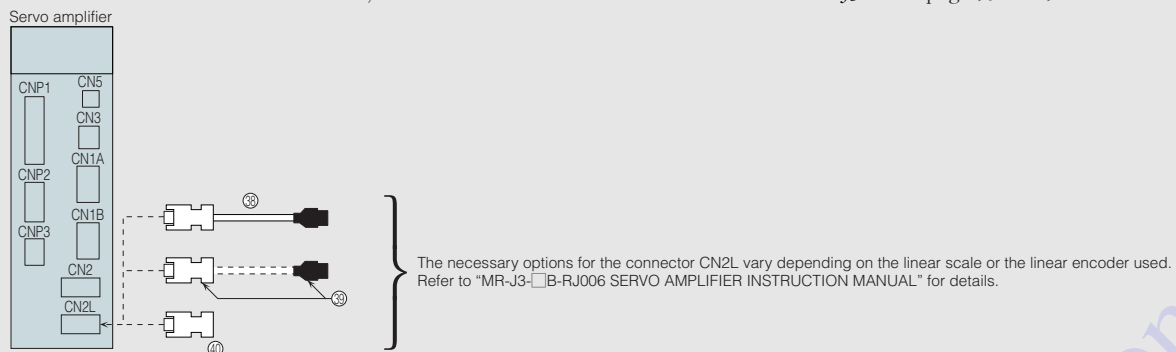 Servo amplifier
CNP1
CN5
CN3
CN1A
CNP2
CN1B
CNP3
CN2
CN2L
㊳
㊴
㊵
The necessary options for the connector CN2L vary depending on the linear scale or the linear encoder used.
Refer to “MR-J3-□B-RJ006 SERVO AMPLIFIER INSTRUCTION MANUAL” for details.